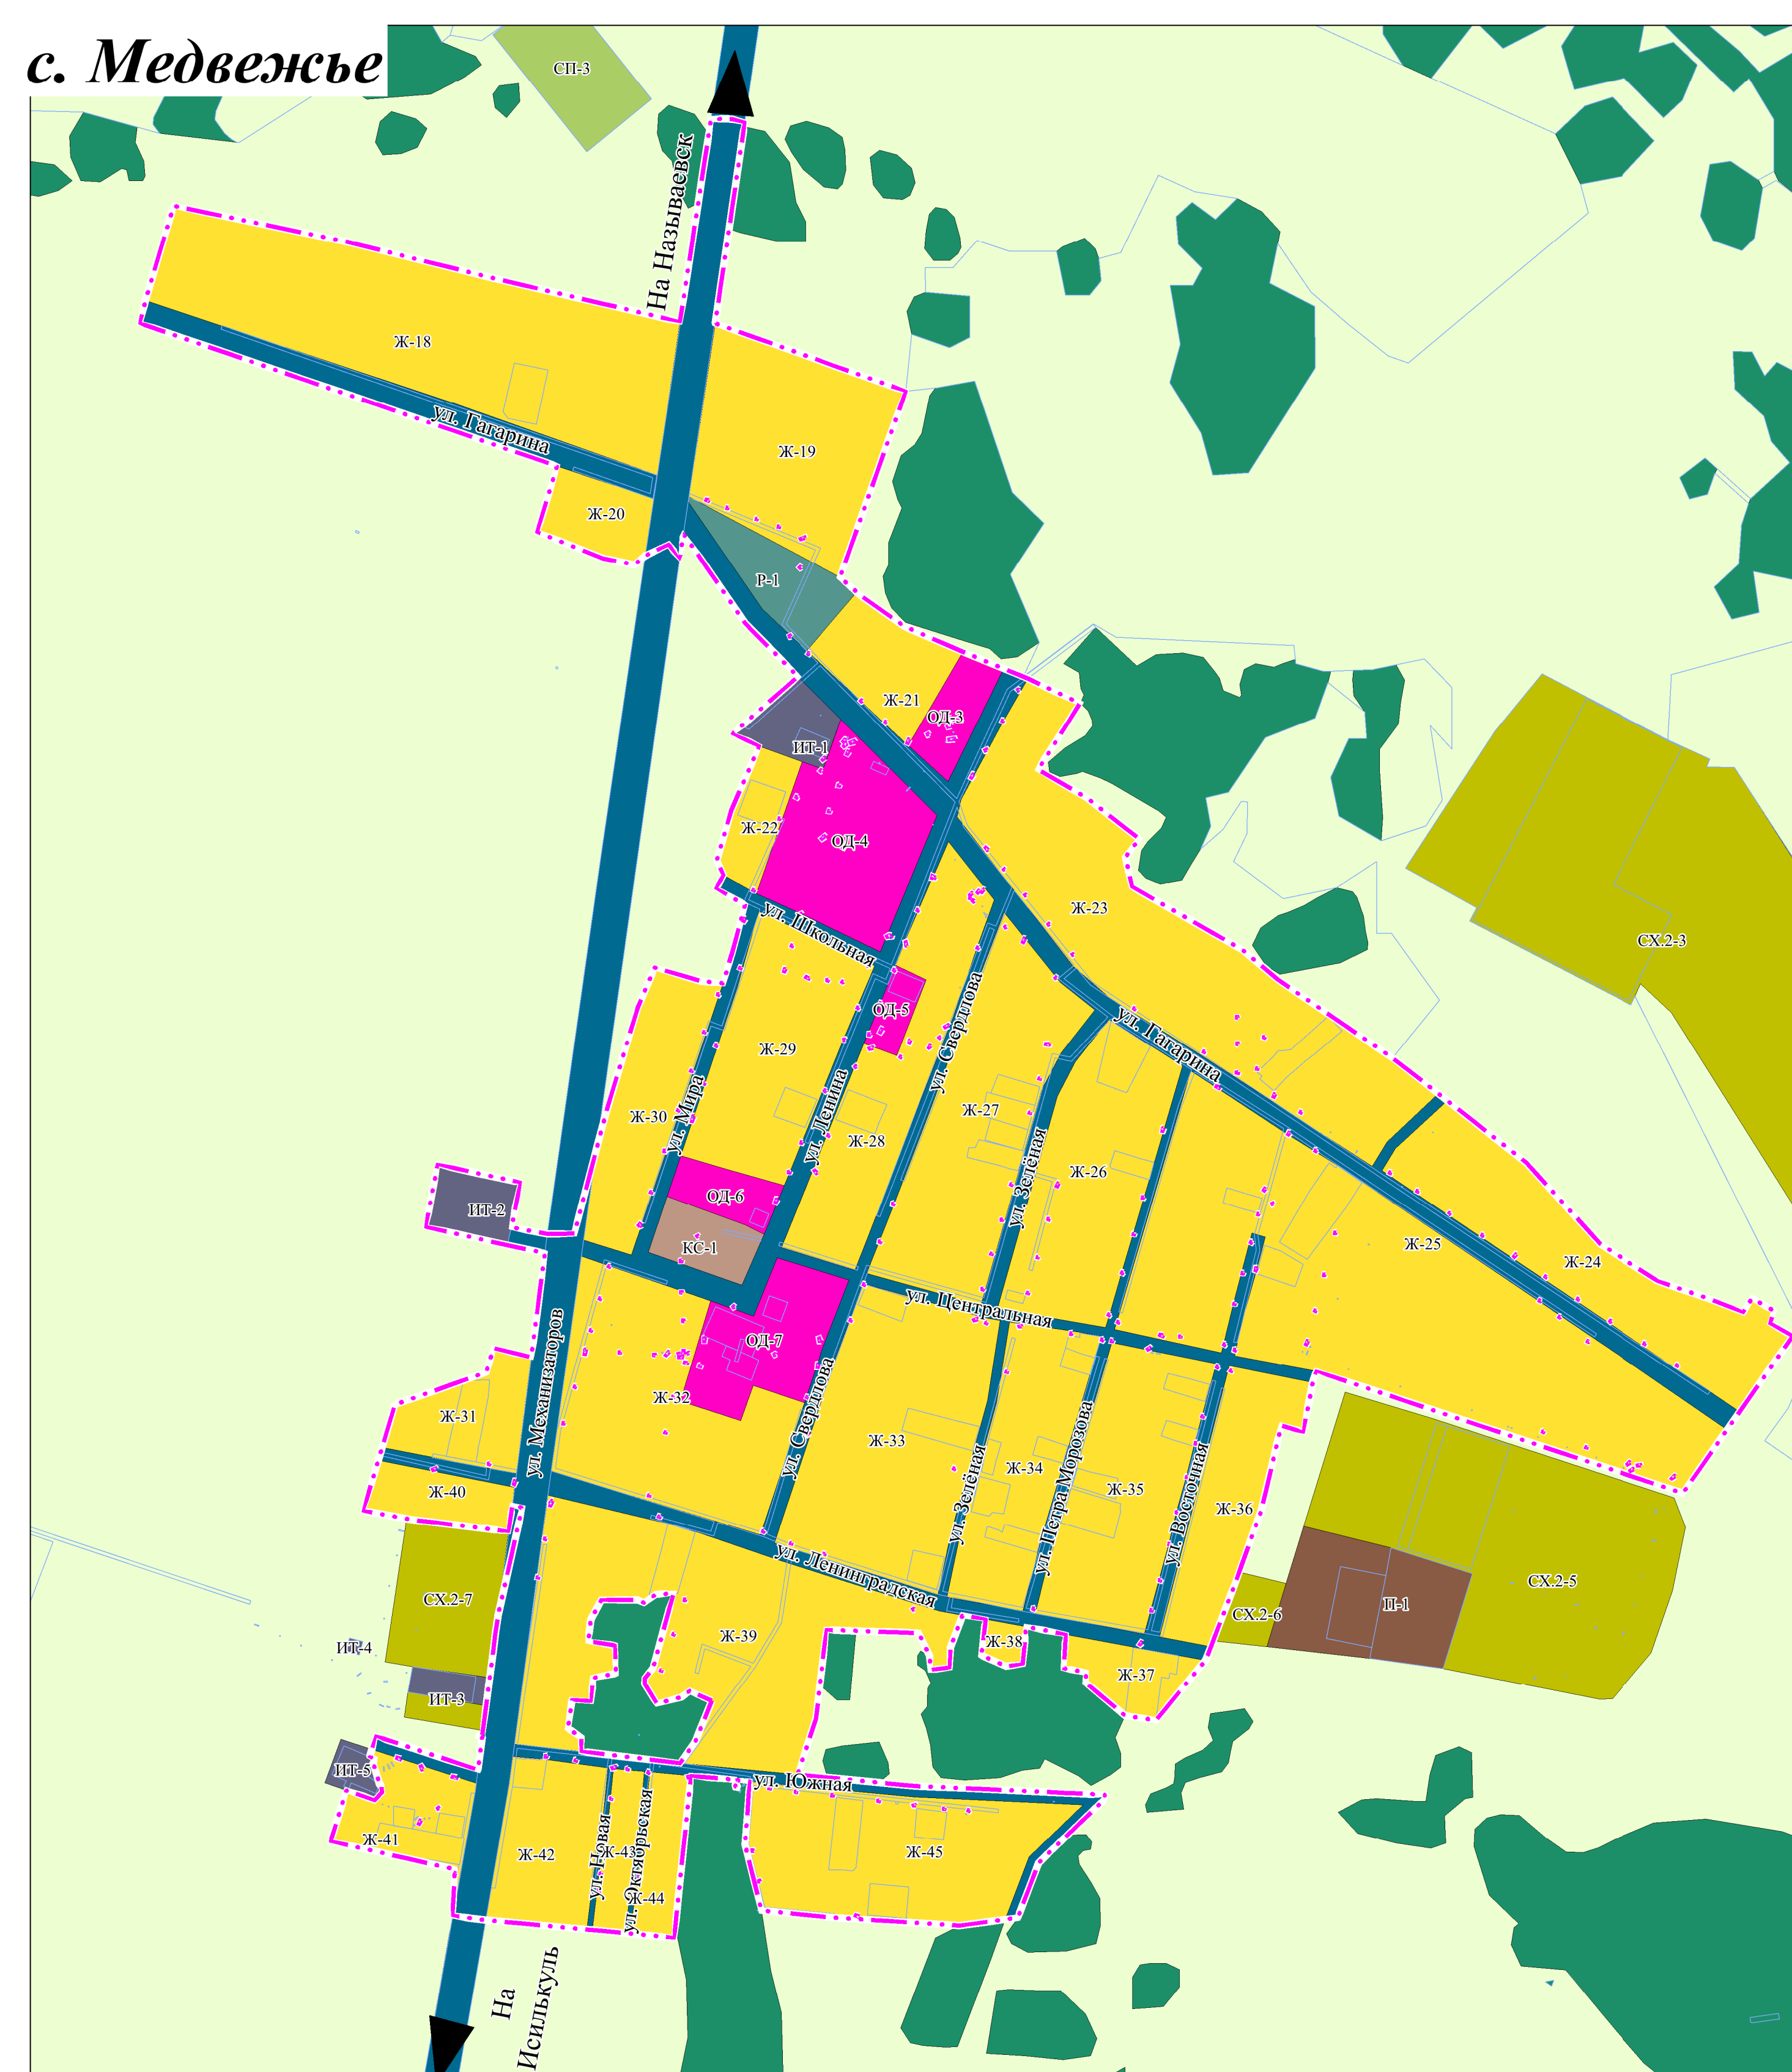 с. Медвежье
СП-3
На Называевск
Ж-18
ул. Гагарина
Ж-19
Ж-20
Р-1
Ж-21
ОД-3
ИТ-1
Ж-22
ОД-4
ул. Школьная
Ж-23
СХ.2-3
ОД-5
ул. Свердлова
ул. Гагарина
Ж-29
Ж-30
ул. Мира
ул. Ленина
Ж-28
Ж-27
ул. Зелёная
Ж-26
ОД-6
ИТ-2
КС-1
Ж-25
Ж-24
ул. Центральная
ОД-7
ул. Механизаторов
Ж-32
ул. Свердлова
Ж-31
Ж-33
Ж-34
ул. Зелёная
ул. Петра Морозова
Ж-35
ул. Восточная
Ж-36
Ж-40
ул. Ленинградская
СХ.2-7
СХ.2-5
П-1
СХ.2-6
ИТ-4
Ж-39
Ж-38
Ж-37
ИТ-3
ИТ-5
ул. Южная
Ж-41
Ж-42
ул. Новая
Ж-43
ул. Октябрьская
Ж-44
Ж-45
На
Исилькуль